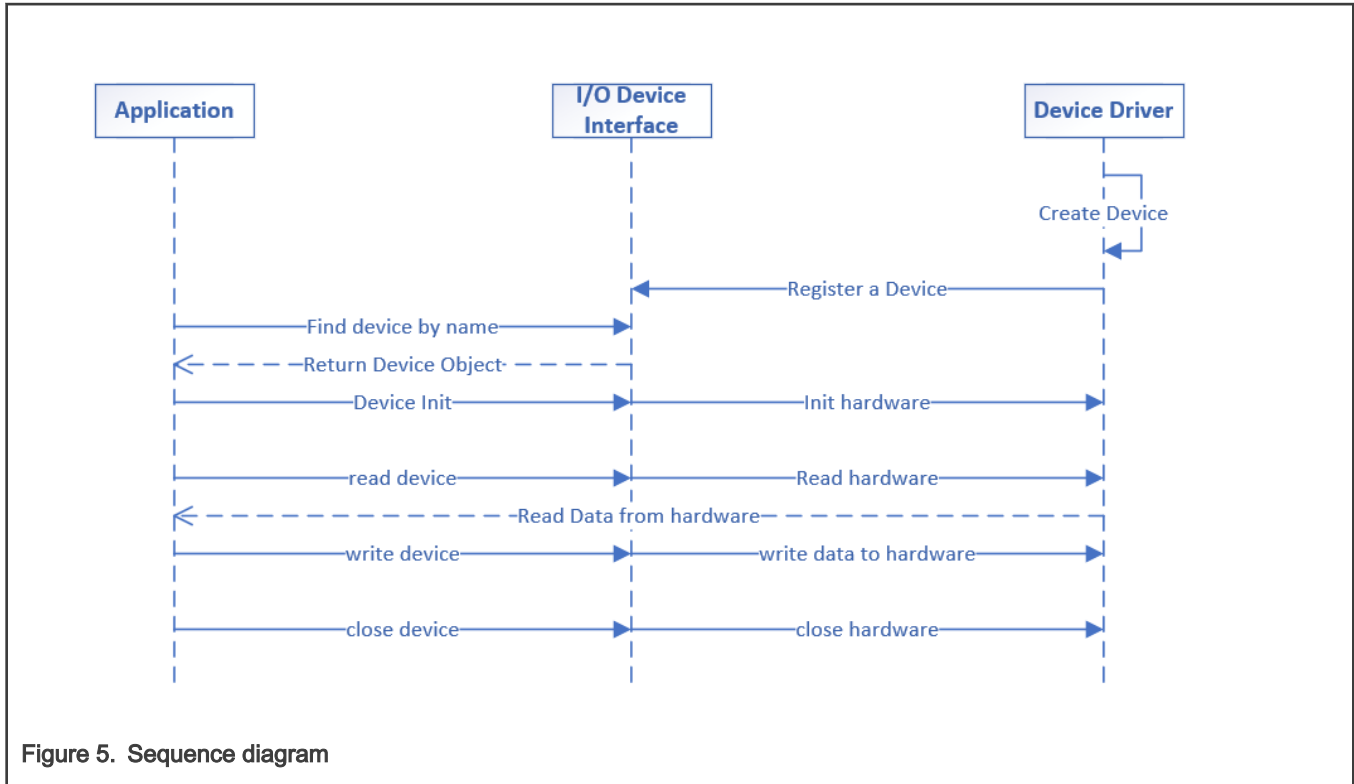 Application
I/O Device
Interface
Device Driver
Create Device
Register a Device
Find device by name
Return Device Object
Device Init
Init hardware
read device
Read hardware
Read Data from hardware
write device
write data to hardware
close device
close hardware
Figure 5. Sequence diagram